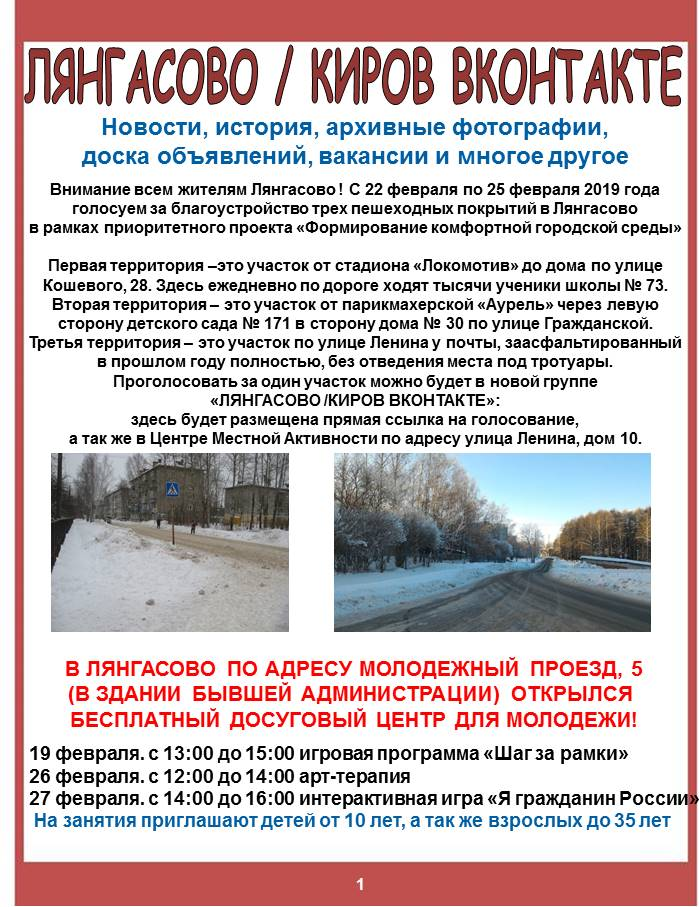 ЛЯНГАСОВО / КИРОВ ВКОНТАКТЕ
Новости, история, архивные фотографии,
доска объявлений, вакансии и многое другое
Внимание всем жителям Лянгасово ! С 22 февраля по 25 февраля 2019 года
голосуем за благоустройство трех пешеходных покрытий в Лянгасово
в рамках приоритетного проекта «Формирование комфортной городской среды»
Первая территория –это участок от стадиона «Локомотив» до дома по улице
Кошевого, 28. Здесь ежедневно по дороге ходят тысячи ученики школы № 73.
Вторая территория – это участок от парикмахерской «Аурель» через левую
сторону детского сада № 171 в сторону дома № 30 по улице Гражданской.
Третья территория – это участок по улице Ленина у почты, заасфальтированный
в прошлом году полностью, без отведения места под тротуары.
Проголосовать за один участок можно будет в новой группе
«ЛЯНГАСОВО /КИРОВ ВКОНТАКТЕ»:
здесь будет размещена прямая ссылка на голосование,
а так же в Центре Местной Активности по адресу улица Ленина, дом 10.
В ЛЯНГАСОВО ПО АДРЕСУ МОЛОДЕЖНЫЙ ПРОЕЗД, 5
(В ЗДАНИИ БЫВШЕЙ АДМИНИСТРАЦИИ) ОТКРЫЛСЯ
БЕСПЛАТНЫЙ ДОСУГОВЫЙ ЦЕНТР ДЛЯ МОЛОДЕЖИ!
19 февраля. с 13:00 до 15:00 игровая программа «Шаг за рамки»
26 февраля. с 12:00 до 14:00 арт-терапия
27 февраля. с 14:00 до 16:00 интерактивная игра «Я гражданин России»
На занятия приглашают детей от 10 лет, а так же взрослых до 35 лет
1